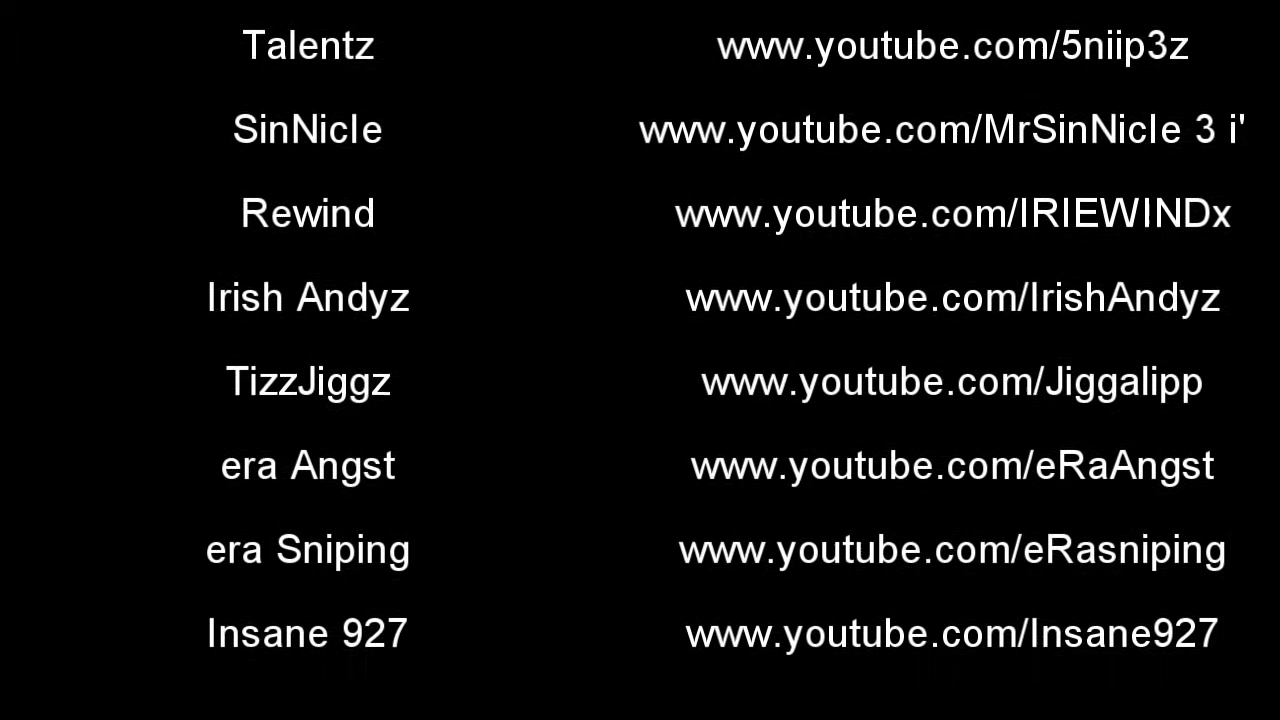 Talentz www.youtube.com/5niip3z
SinNicIe www.youtube.com/MrSinNicIe 3 i'
Rewind www.youtube.com/IRIEWINDx
Irish Andyz www.youtube.com/IrishAndyz
TizzJiggz www.youtube.com/Jiggalipp
era Angst www.youtube.com/eRaAngst
era Sniping www.youtube.com/eRasniping
Insane 927 www.youtube.com/Insane927